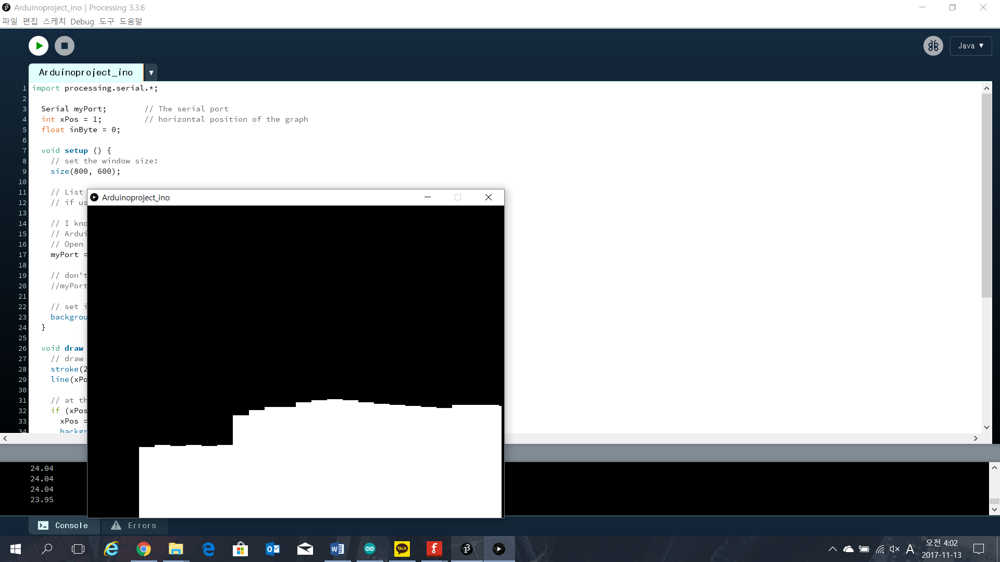 Arduinoproject_ino | Processing 3.3.6
파일 편집 스케치 Debug 도구 도움말
Java ▼
Arduinoproject_ino ▼
1 import processing.serial.*;
2
3 Serial myPort; // The serial port
4 int xPos = 1; // horizontal position of the graph
5 float inByte = 0;
6
7 void setup () {
8 // set the window size:
9 size(800, 600);
10
11 // List
12 // if us
13
14 // I kno
15 // Ardui
16 // Open
17 myPort =
18
19 // don't
20 //myPort
21
22 // set i
23 backgrou
24 }
25
26 void draw
27 // draw
28 stroke(2
29 line(xPo
30
31 // at th
32 if (xPos
33 xPos =
34 backgr
Arduinoproject_ino
24.04
24.04
24.04
23.95
Console
Errors
TALK
A
오전 4:02
2017-11-13